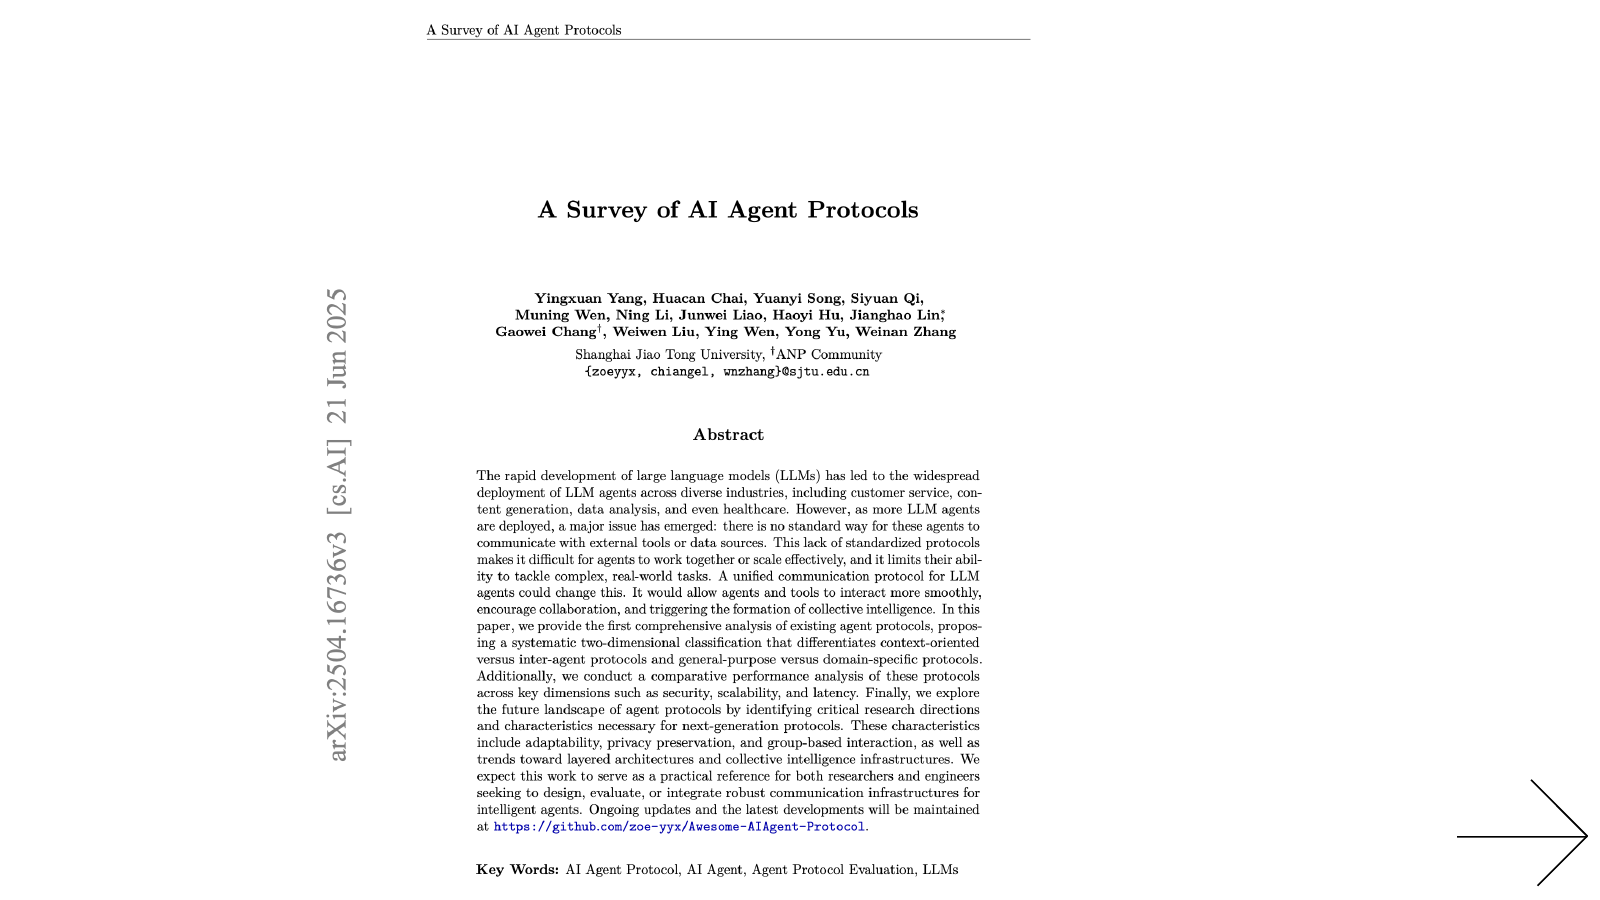 A Survey of AI Agent Protocols
A Survey of AI Agent Protocols
Yingxuan Yang, Huacan Chai, Yuanyi Song, Siyuan Qi,
Muning Wen, Ning Li, Junwei Liao, Haoyi Hu, Jianghao Lin,*
Gaowei Chang†, Weiwen Liu, Ying Wen, Yong Yu, Weinan Zhang
Shanghai Jiao Tong University, †ANP Community
{zoeyyx, chiangel, wnzhang}@sjtu.edu.cn
arXiv:2504.16736v3 [cs.AI] 21 Jun 2025
Abstract
The rapid development of large language models (LLMs) has led to the widespread
deployment of LLM agents across diverse industries, including customer service, con-
tent generation, data analysis, and even healthcare. However, as more LLM agents
are deployed, a major issue has emerged: there is no standard way for these agents to
communicate with external tools or data sources. This lack of standardized protocols
makes it difficult for agents to work together or scale effectively, and it limits their abil-
ity to tackle complex, real-world tasks. A unified communication protocol for LLM
agents could change this. It would allow agents and tools to interact more smoothly,
encourage collaboration, and triggering the formation of collective intelligence. In this
paper, we provide the first comprehensive analysis of existing agent protocols, propos-
ing a systematic two-dimensional classification that differentiates context-oriented
versus inter-agent protocols and general-purpose versus domain-specific protocols.
Additionally, we conduct a comparative performance analysis of these protocols
across key dimensions such as security, scalability, and latency. Finally, we explore
the future landscape of agent protocols by identifying critical research directions
and characteristics necessary for next-generation protocols. These characteristics
include adaptability, privacy preservation, and group-based interaction, as well as
trends toward layered architectures and collective intelligence infrastructures. We
expect this work to serve as a practical reference for both researchers and engineers
seeking to design, evaluate, or integrate robust communication infrastructures for
intelligent agents. Ongoing updates and the latest developments will be maintained
at https://github.com/zoe-yyx/Awesome-AIAgent-Protocol.
Key Words: AI Agent Protocol, AI Agent, Agent Protocol Evaluation, LLMs